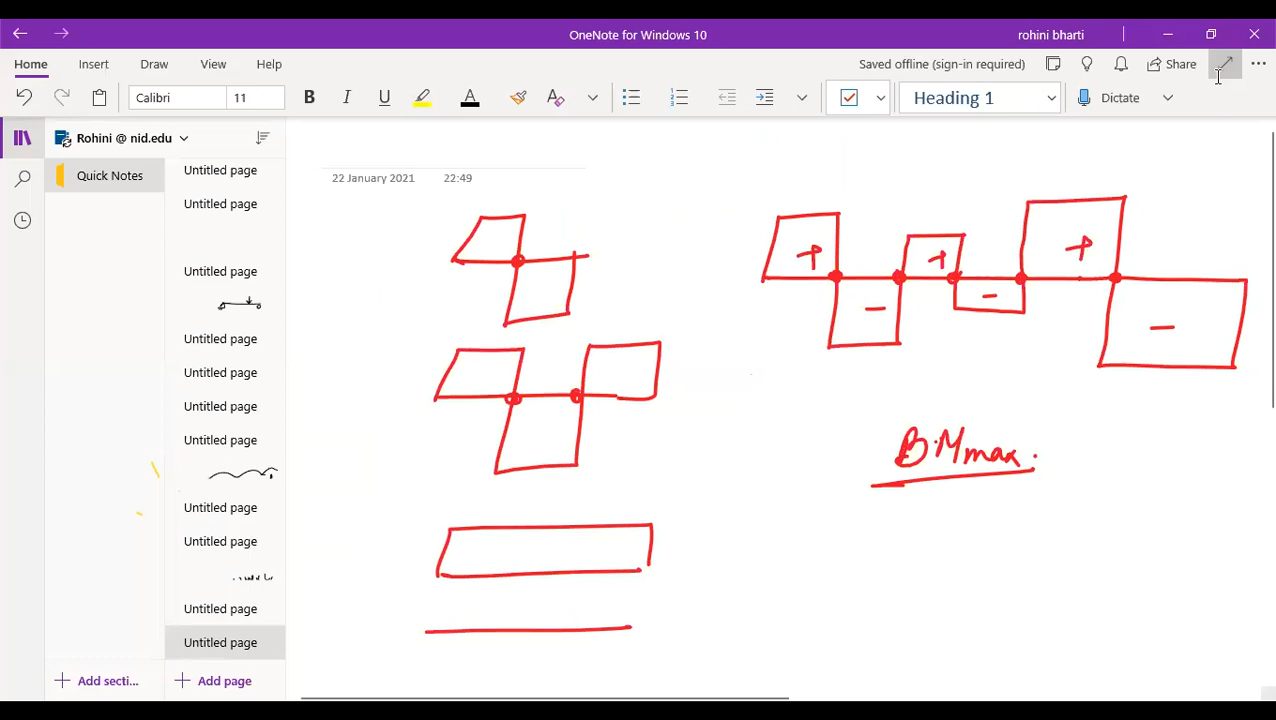 OneNote for Windows 10
rohini bharti
Home
Insert
Draw
View
Help
Saved offline (sign-in required)
Share
Calibri
11
B
I
U
A
Heading 1
Dictate
Rohini @ nid.edu
Quick Notes
Untitled page
Untitled page
Untitled page
Untitled page
Untitled page
Untitled page
Untitled page
Untitled page
Untitled page
Untitled page
Untitled page
Add secti...
Add page
22 January 2021
22:49
+
-
+
-
+
-
B.Mmax.